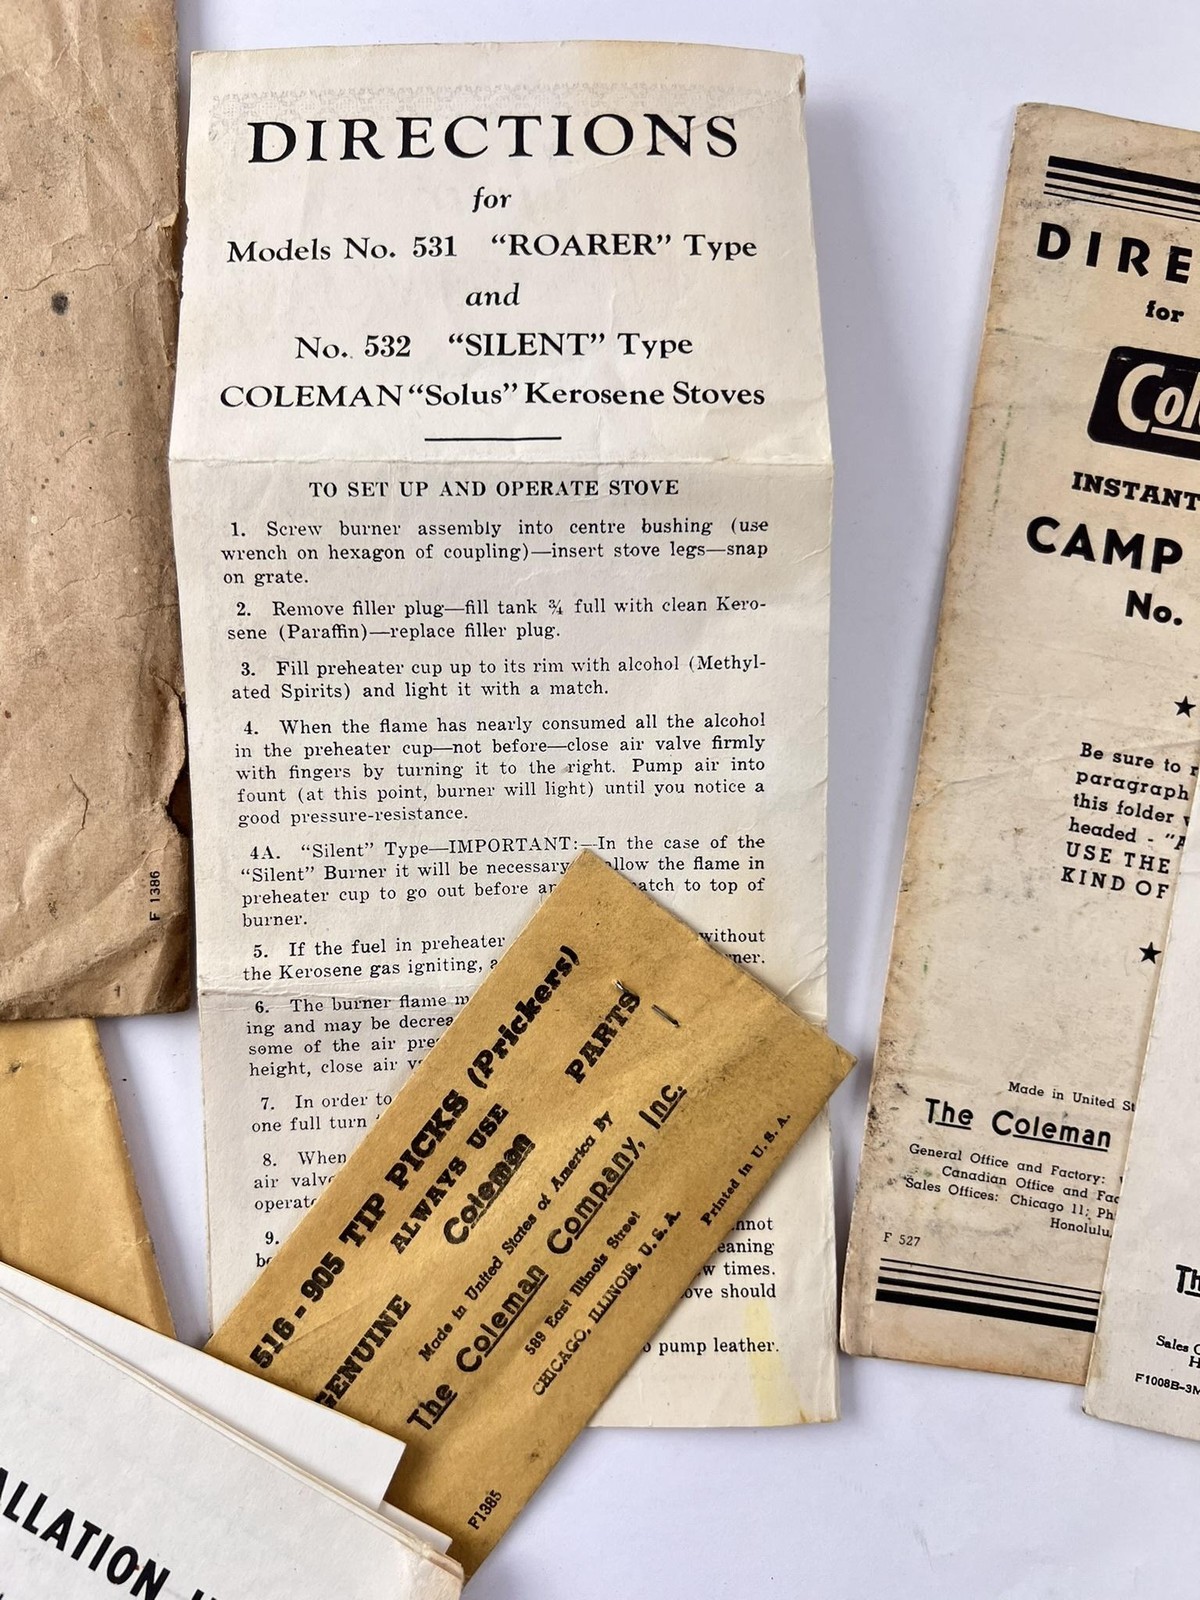 DIRECTIONS
for
Models No. 531 “ROARER” Type
and
No. 532 “SILENT” Type
COLEMAN “Solus” Kerosene Stoves
TO SET UP AND OPERATE STOVE
1. Screw burner assembly into centre bushing (use
wrench on hexagon of coupling)—insert stove legs—snap
on grate.
2. Remove filler plug—fill tank ¾ full with clean Kero-
sene (Paraffin)—replace filler plug.
3. Fill preheater cup up to its rim with alcohol (Methyl-
ated Spirits) and light it with a match.
4. When the flame has nearly consumed all the alcohol
in the preheater cup—not before—close air valve firmly
with fingers by turning it to the right. Pump air into
fount (at this point, burner will light) until you notice a
good pressure-resistance.
4A. “Silent” Type—IMPORTANT:—In the case of the
“Silent” Burner it will be necessary allow the flame in
preheater cup to go out before match to top of
burner.
5. If the fuel in preheater without
the Kerosene gas igniting,
6. The burner flame
ing and may be
some of the air
height, close air
7. In order to
one full turn
8. When
air
9.
times.
should
pump leather.
516 - 905 TIP PICKS (Prickers)
ALWAYS USE
GENUINE Coleman PARTS
Made in United States of America By
The Coleman Company, Inc.
589 East Illinois Street
CHICAGO, ILLINOIS, U. S. A.
Printed in U. S. A.
F1385
F 1386
DIRE
for
Col
INSTANT
CAMP
No.
Be sure to
paragraph
this folder
headed - “
USE THE
KIND OF
Made in United
The Coleman
General Office and Factory:
Canadian Office and
Sales Offices: Chicago 11;
Honolulu,
F 527
Sales
F1008B-3M
ALLATION